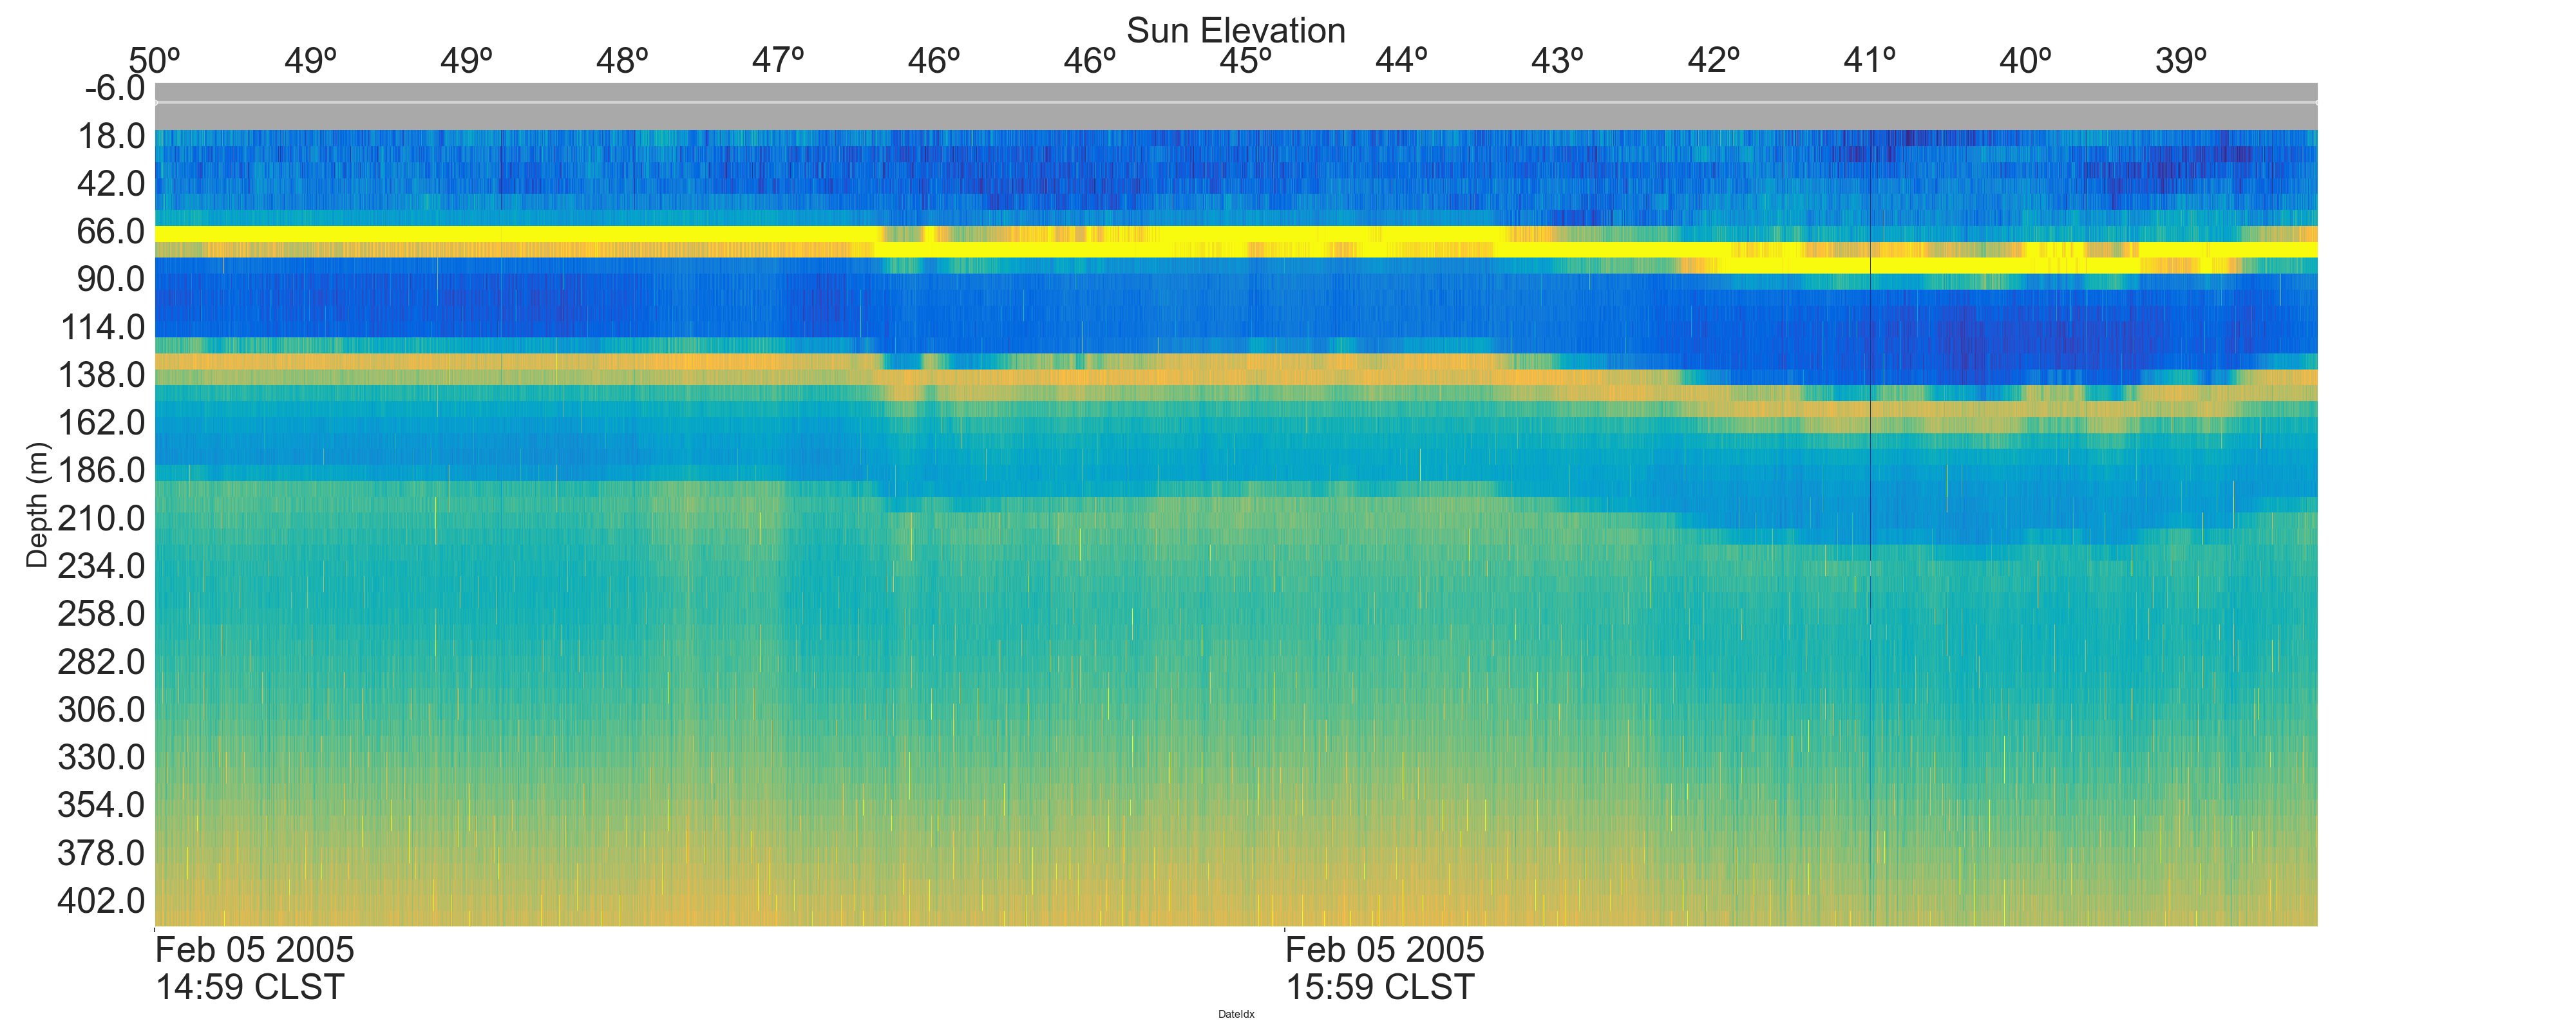 Sun Elevation
50º 49º 49º 48º 47º 46º 46º 45º 44º 43º 42º 41º 40º 39º
-6.0
18.0
42.0
66.0
90.0
114.0
138.0
162.0
186.0
210.0
234.0
258.0
282.0
306.0
330.0
354.0
378.0
402.0
Depth (m)
Feb 05 2005
14:59 CLST
Feb 05 2005
15:59 CLST
DateIdx